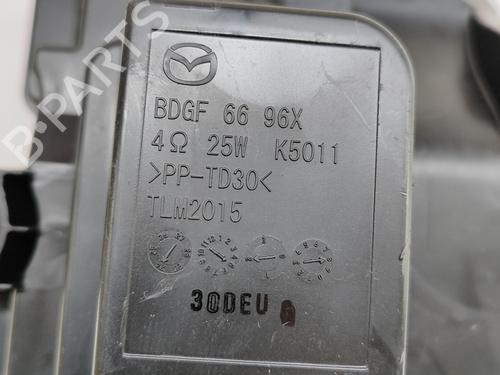 B-Parts
BDGF 66 96X
4Ω 25W K5011
>PP-TD30<
TLM2015
30DEU